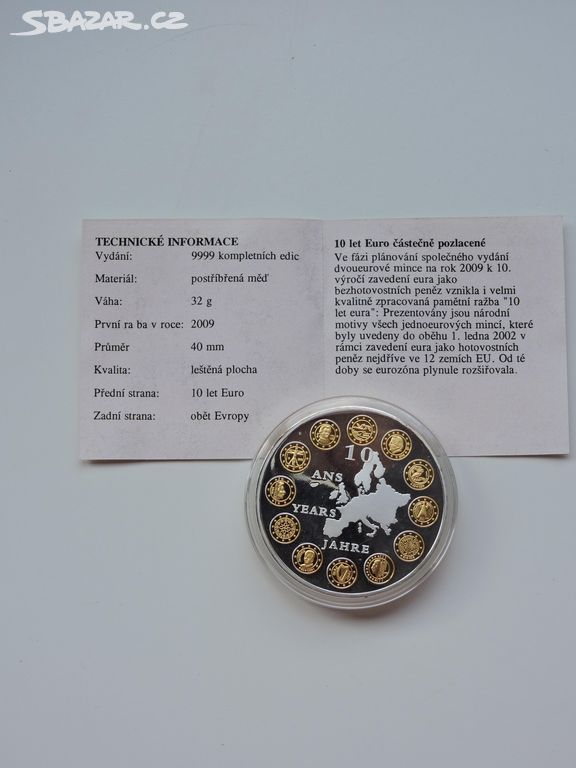 SBAZAR.CZ
TECHNICKÉ INFORMACE
Vydání: 9999 kompletních edic
Materiál: postříbřená měď
Váha: 32 g
První ra ba v roce: 2009
Průměr 40 mm
Kvalita: leštěná plocha
Přední strana: 10 let Euro
Zadní strana: obět Evropy
10 let Euro částečně pozlacené
Ve fázi plánování společného vydání
dvoueurové mince na rok 2009 k 10.
výročí zavedení eura jako
bezhotovostních peněz vznikla i velmi
kvalitně zpracovaná pamětní ražba "10
let eura": Prezentovány jsou národní
motivy všech jednoeurových mincí, které
byly uvedeny do oběhu 1. ledna 2002 v
rámci zavedení eura jako hotovostních
peněz nejdříve ve 12 zemích EU. Od té
doby se eurozóna plynule rozšiřovala.
10
ANS
YEARS
JAHRE